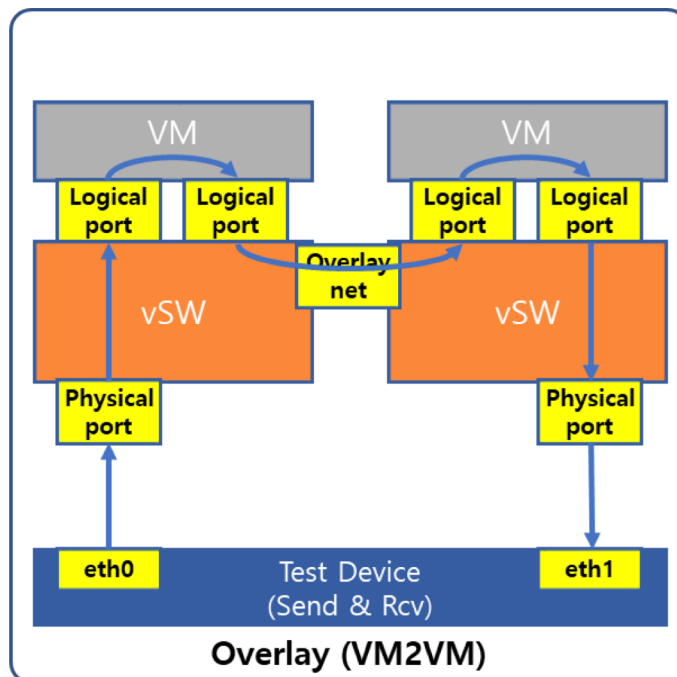 VM
VM
Logical
port
Logical
port
Logical
port
Logical
port
Overlay
net
vSW
vSW
Physical
port
Physical
port
eth0
Test Device
(Send & Rcv)
eth1
Overlay (VM2VM)